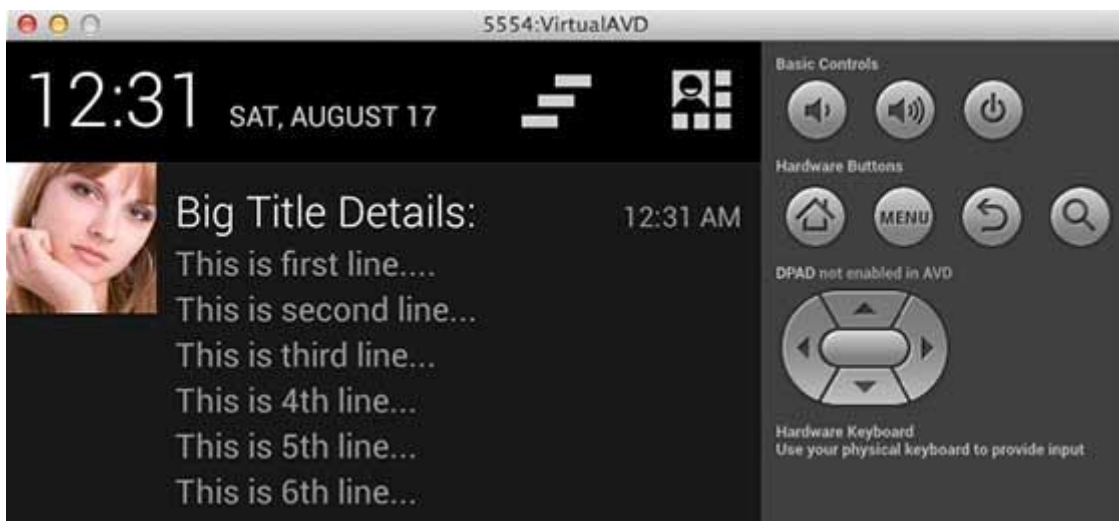 5554:VirtualAVD
12:31 SAT, AUGUST 17
Big Title Details: 12:31 AM
This is first line....
This is second line...
This is third line...
This is 4th line...
This is 5th line...
This is 6th line...
Basic Controls
Hardware Buttons
MENU
DPAD not enabled in AVD
Hardware Keyboard
Use your physical keyboard to provide input